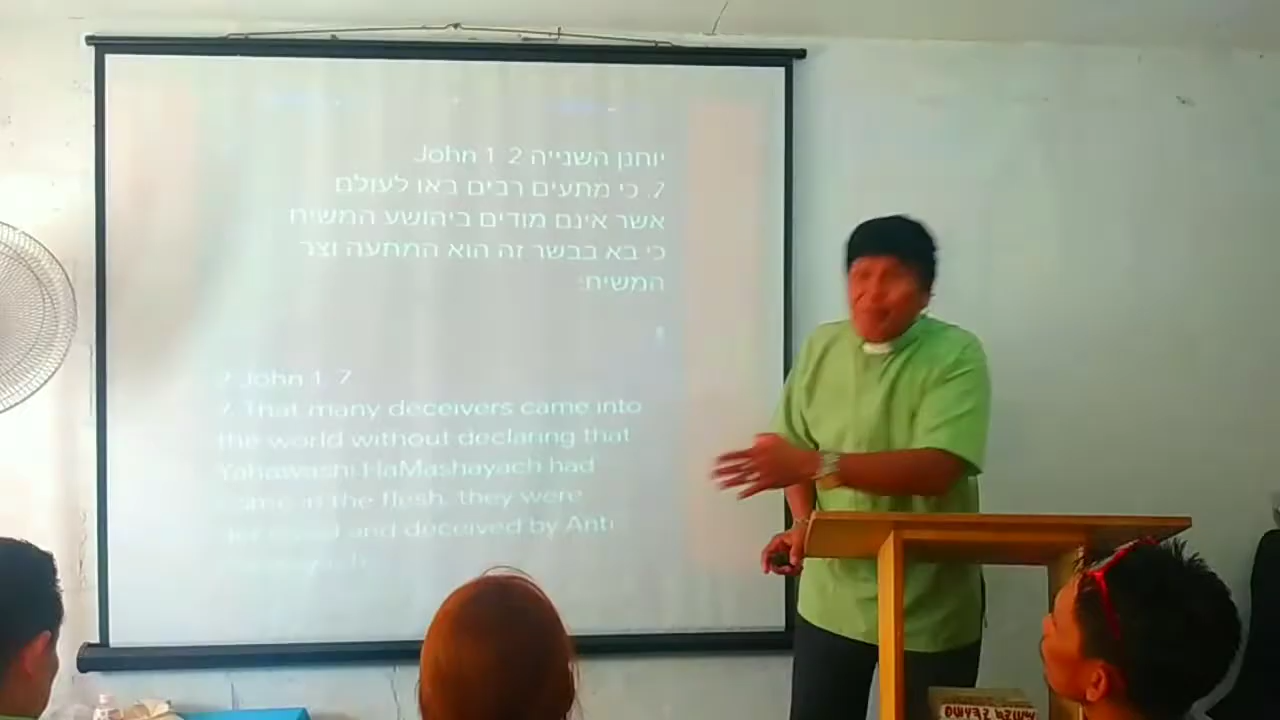 יוחנן השנייה 2 John 1
7. כי מתעים רבים באו לעולם
אשר אינם מודים ביהושע המשיח
כי בא בבשר זה הוא המתעה וצר
המשיח:
2 John 1 7
7. That many deceivers came into
the world without declaring that
Yahawashi HaMashayach had
came in the flesh, they were
and deceived by Anti